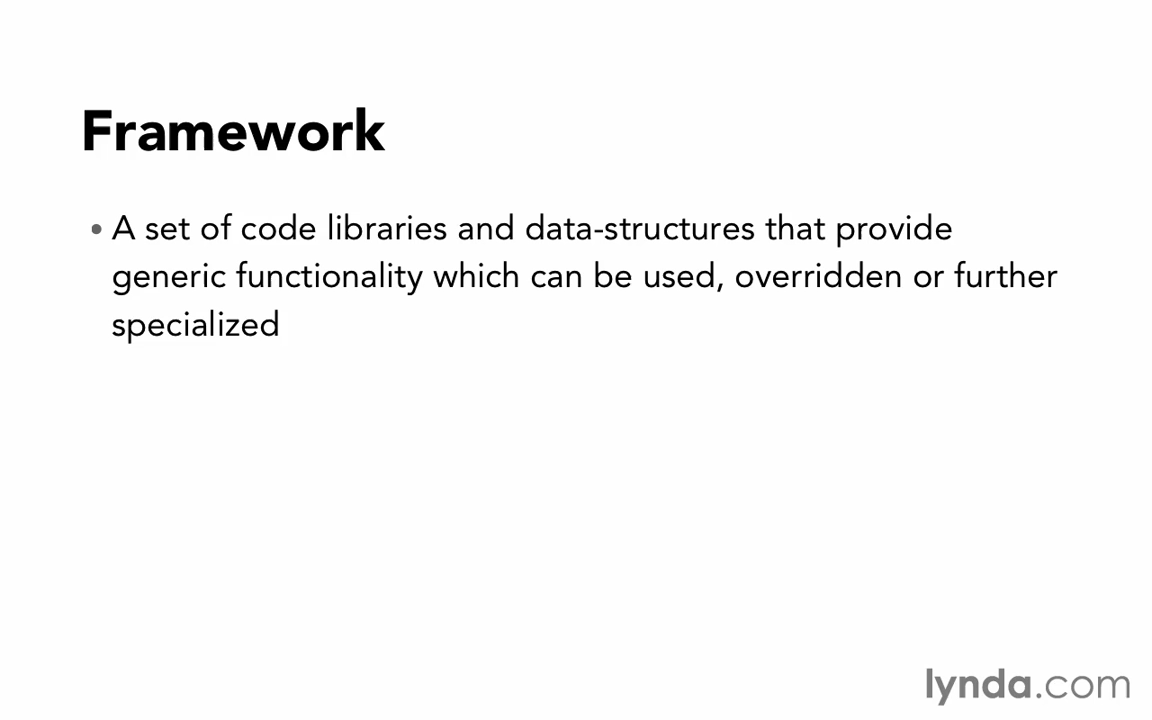 Framework
• A set of code libraries and data-structures that provide
generic functionality which can be used, overridden or further
specialized
lynda.com